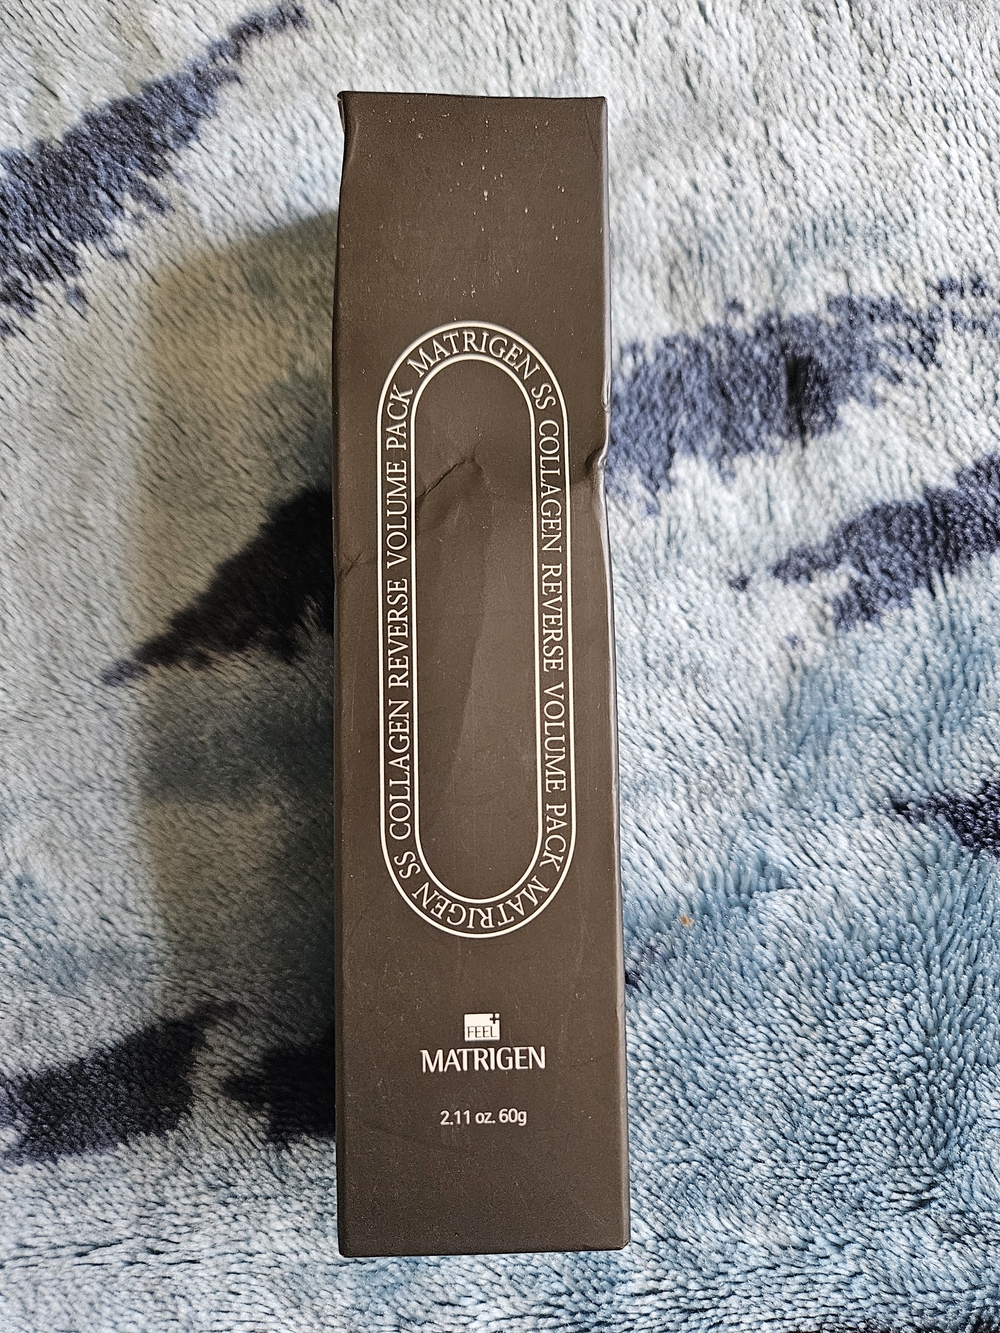 MATRIGEN SS COLLAGEN REVERSE VOLUME PACK
MATRIGEN SS COLLAGEN REVERSE VOLUME PACK
FEEL+
MATRIGEN
2.11 oz. 60g